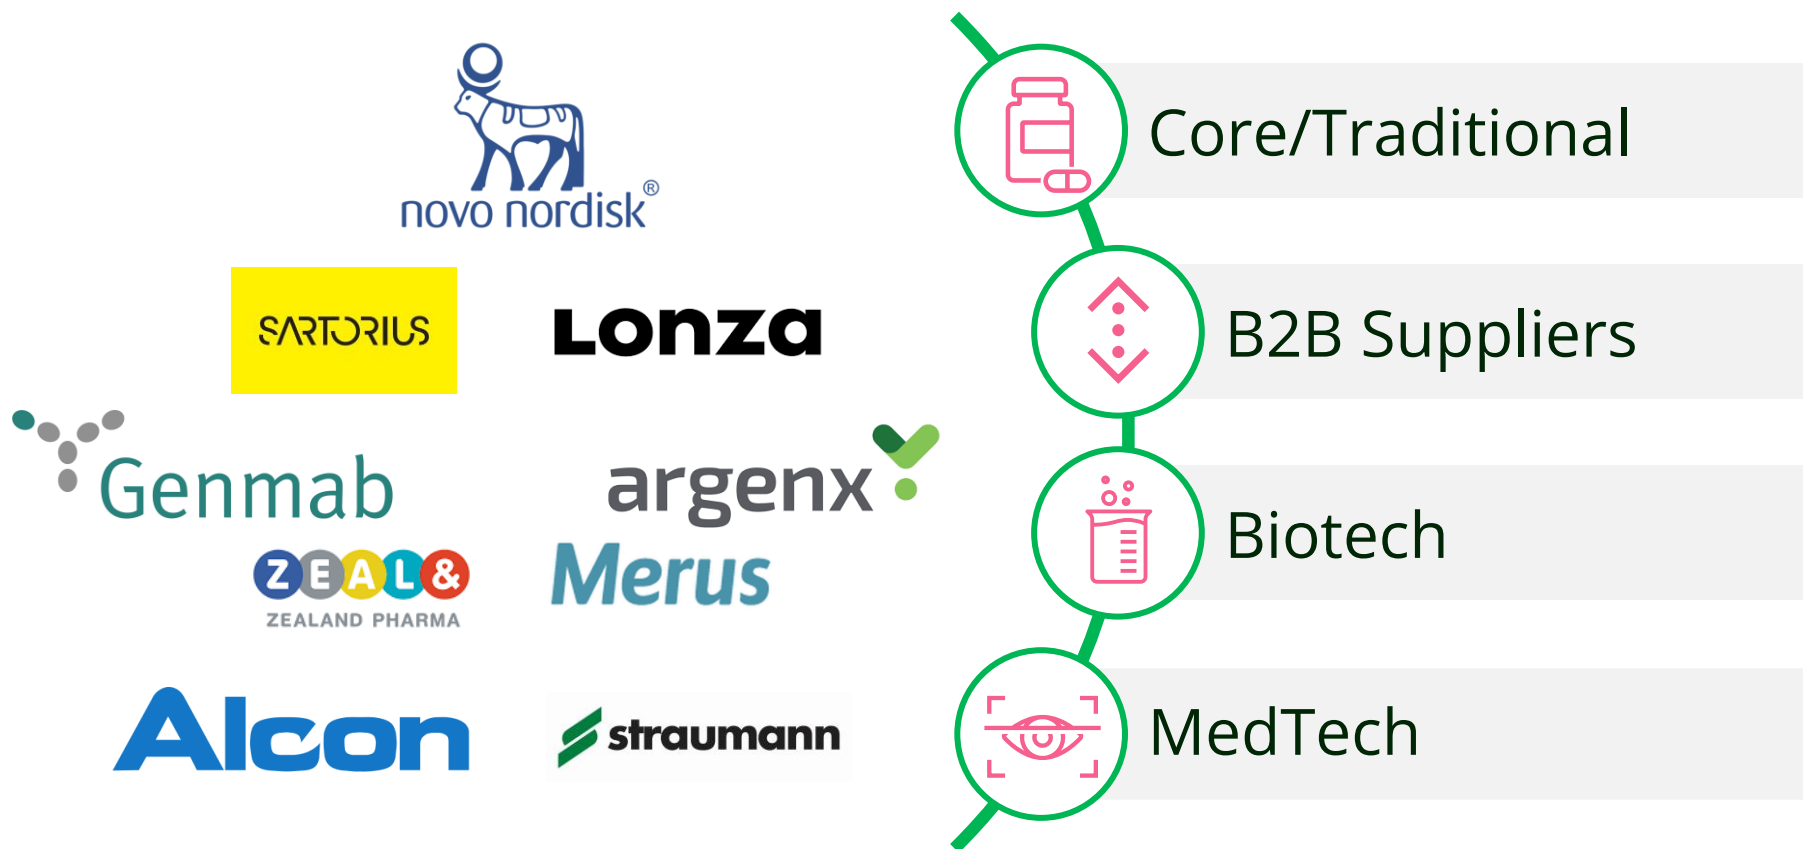 novo nordisk®
Core/Traditional
SARTORIUS
Lonza
B2B Suppliers
Genmab
argenx
Biotech
ZEAL&
ZEALAND PHARMA
Merus
Alcon
straumann
MedTech